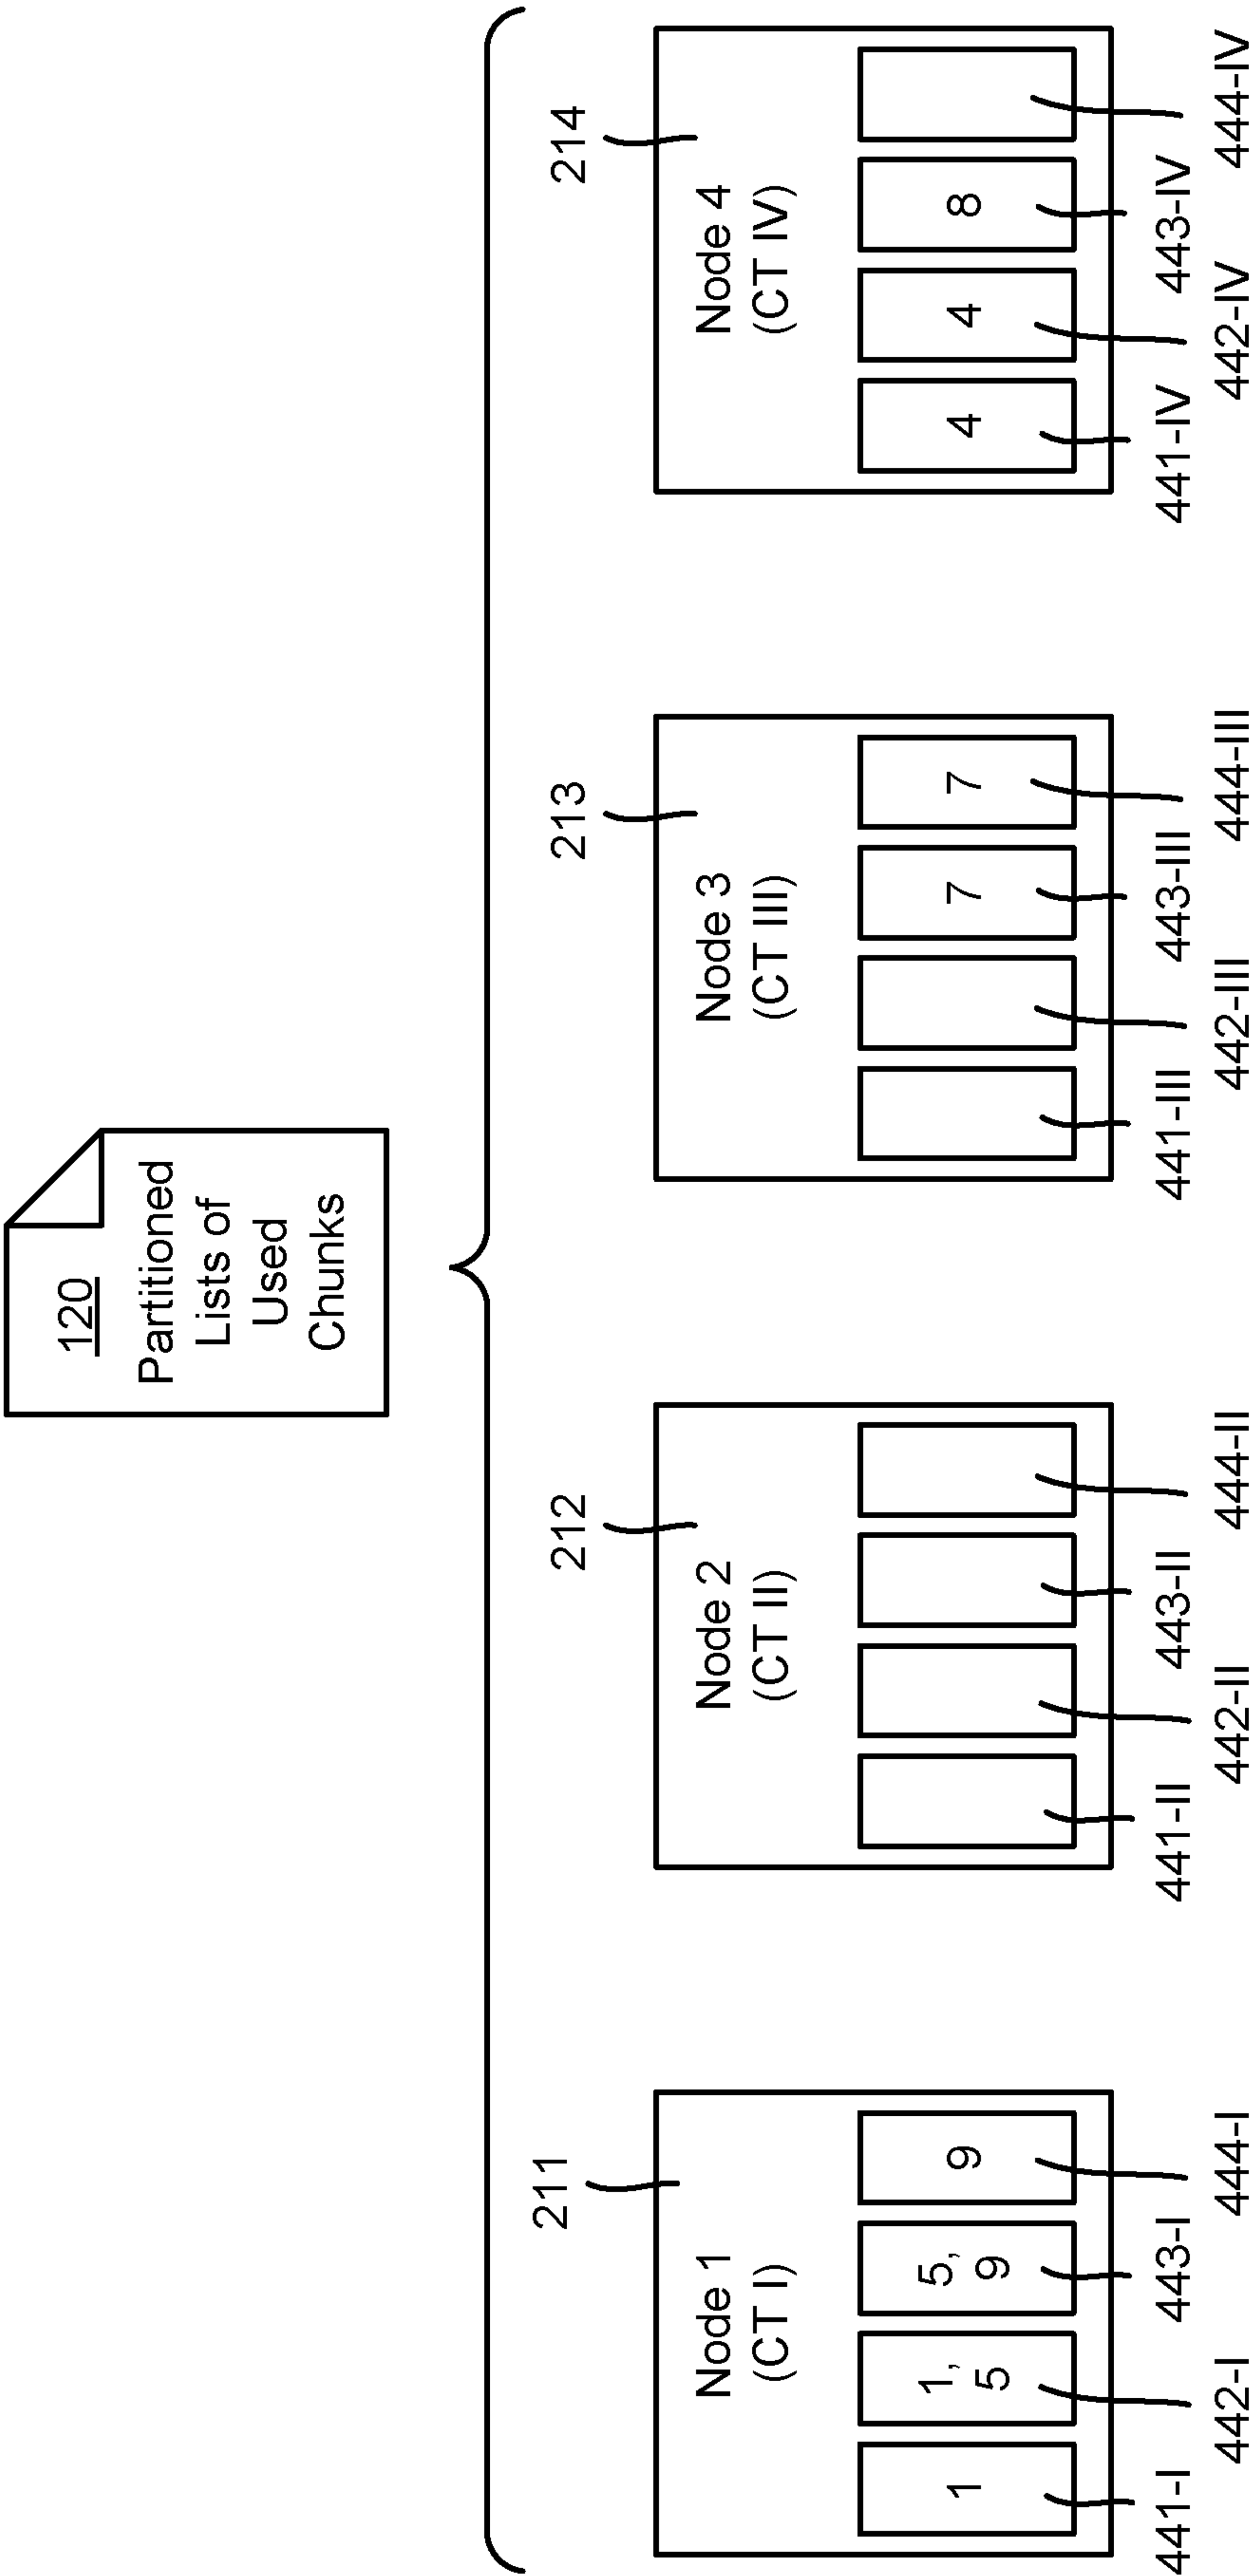 120
Partitioned
Lists of
Used
Chunks
211
Node 1
(CT I)
1
1,
5
5,
9
9
441-I
442-I
443-I
444-I
212
Node 2
(CT II)
441-II
442-II
443-II
444-II
213
Node 3
(CT III)
7
7
441-III
442-III
443-III
444-III
214
Node 4
(CT IV)
4
4
8
441-IV
442-IV
443-IV
444-IV